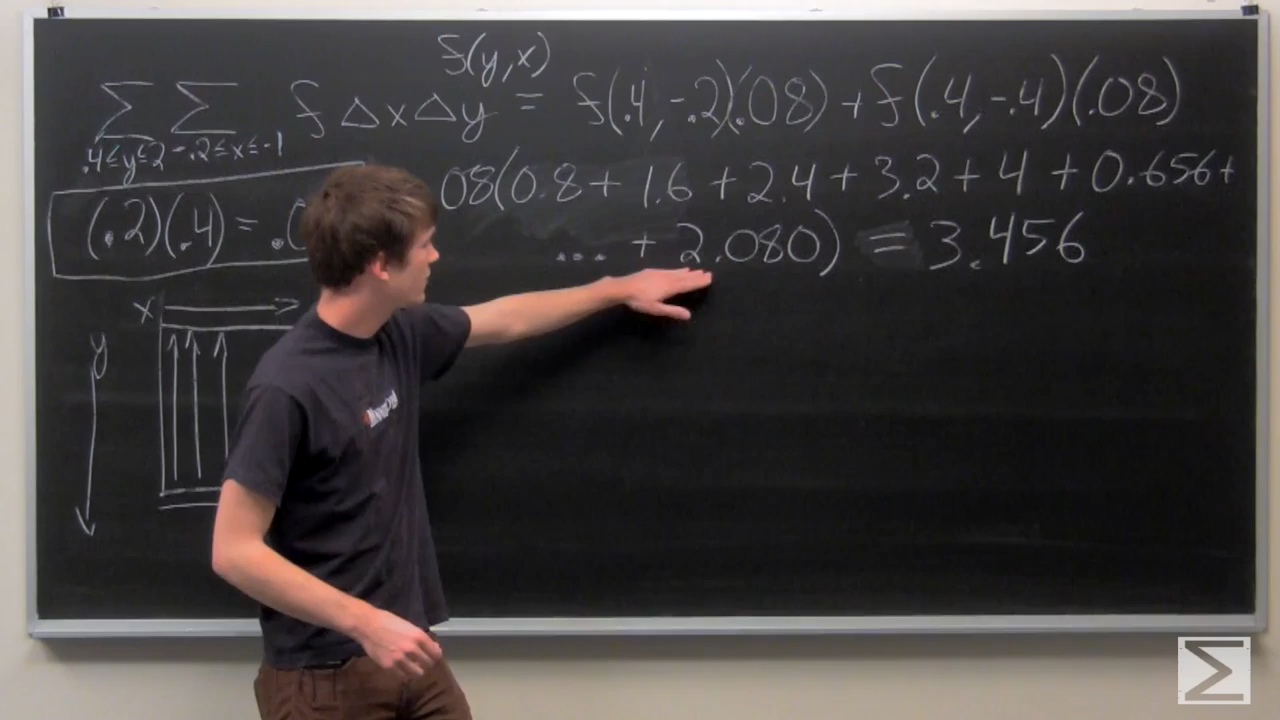 f(y,x)
∑ ∑ f Δx Δy = f(.4, -.2)(.08) + f(.4, -.4)(.08)
.4≤y≤2 -.2≤x≤-1
(.2)(.4) = .0
08(0.8 + 1.6 + 2.4 + 3.2 + 4 + 0.656 +
... + 2.080) = 3.456
x
y
∑